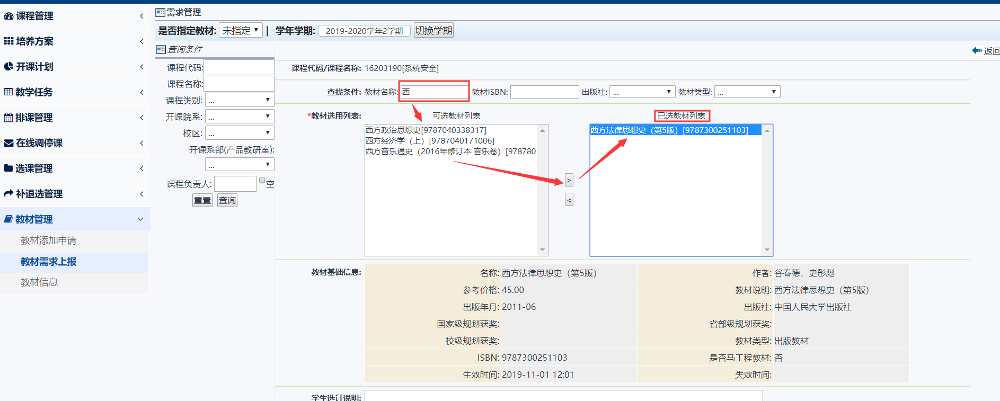 课程管理
培养方案
开课计划
教学任务
排课管理
在线调停课
选课管理
补退选管理
教材管理
教材添加申请
教材需求上报
教材信息
需求管理
是否指定教材: 未指定 | 学年学期: 2019-2020学年2学期 切换学期
查询条件
课程代码:
课程名称:
课程类别: ...
开课院系: ...
校区: ...
开课系部(产品教研室):
...
课程负责人: 空
重置 查询
返回
课程代码/课程名称: 16203190[系统安全]
查找条件: 教材名称: 西 教材ISBN: 出版社: ... 教材类型: ...
*教材选用列表: 可选教材列表 已选教材列表
西方政治思想史[9787040338317]
西方经济学（上）[9787040171006]
西方音乐通史（2016年修订本 音乐卷）[978780
>
<
西方法律思想史（第5版）[9787300251103]
教材基础信息: 名称: 西方法律思想史（第5版） 作者: 谷春德，史彤彪
参考价格: 45.00 教材说明: 西方法律思想史（第5版）
出版年月: 2011-06 出版社: 中国人民大学出版社
国家级规划获奖: 省部级规划获奖:
校级规划获奖: 教材类型: 出版教材
ISBN: 9787300251103 是否马工程教材: 否
生效时间: 2019-11-01 12:01 失效时间:
学生选订说明: